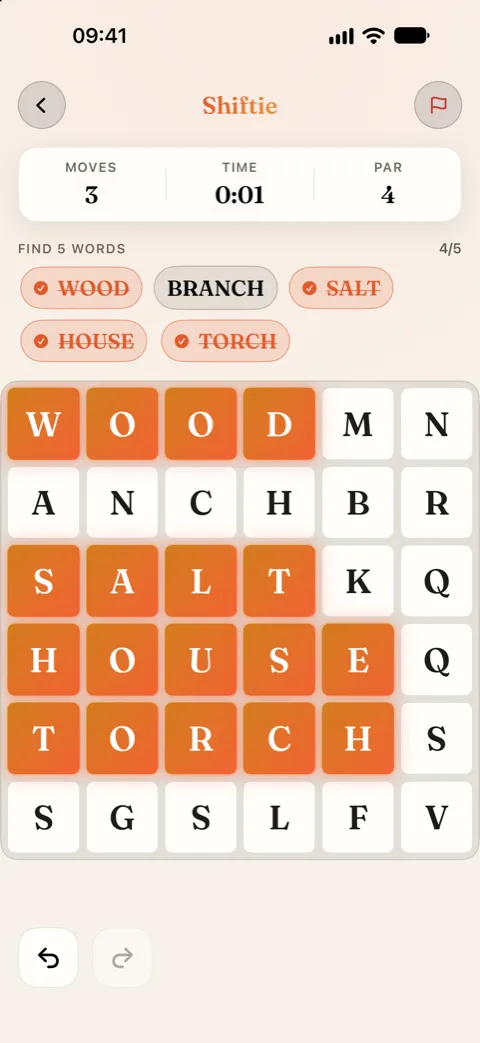 09:41
Shiftie
MOVES TIME PAR
3 0:01 4
FIND 5 WORDS 4/5
WOOD BRANCH SALT
HOUSE TORCH
W O O D M N
A N C H B R
S A L T K Q
H O U S E Q
T O R C H S
S G S L F V